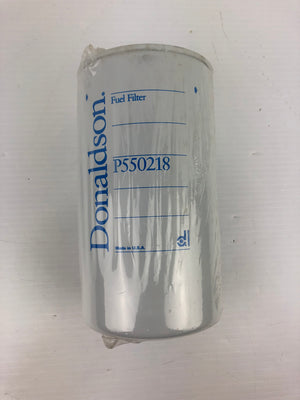 Donaldson.
Fuel Filter
P550218
Made in U.S.A.
d